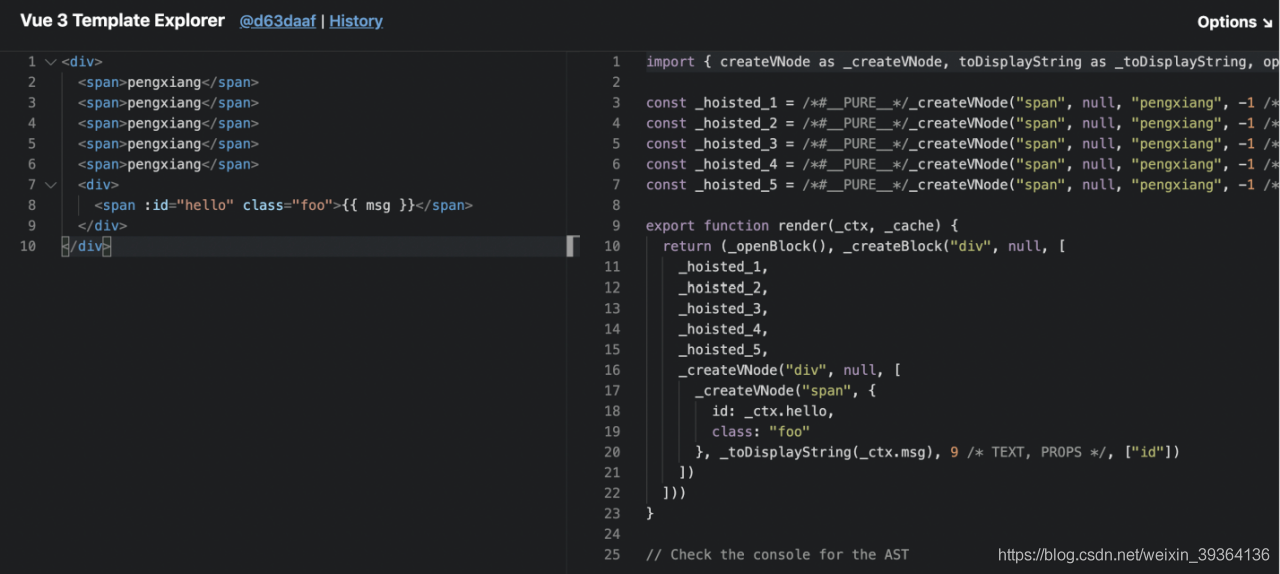 Vue 3 Template Explorer @d63daaf | History
Options ↘
1 <div>
2 <span>pengxiang</span>
3 <span>pengxiang</span>
4 <span>pengxiang</span>
5 <span>pengxiang</span>
6 <span>pengxiang</span>
7 <div>
8 <span :id="hello" class="foo">{{ msg }}</span>
9 </div>
10 </div>
1 import { createVNode as _createVNode, toDisplayString as _toDisplayString, op
2
3 const _hoisted_1 = /*#__PURE__*/_createVNode("span", null, "pengxiang", -1 /*
4 const _hoisted_2 = /*#__PURE__*/_createVNode("span", null, "pengxiang", -1 /*
5 const _hoisted_3 = /*#__PURE__*/_createVNode("span", null, "pengxiang", -1 /*
6 const _hoisted_4 = /*#__PURE__*/_createVNode("span", null, "pengxiang", -1 /*
7 const _hoisted_5 = /*#__PURE__*/_createVNode("span", null, "pengxiang", -1 /*
8
9 export function render(_ctx, _cache) {
10 return (_openBlock(), _createBlock("div", null, [
11 _hoisted_1,
12 _hoisted_2,
13 _hoisted_3,
14 _hoisted_4,
15 _hoisted_5,
16 _createVNode("div", null, [
17 _createVNode("span", {
18 id: _ctx.hello,
19 class: "foo"
20 }, _toDisplayString(_ctx.msg), 9 /* TEXT, PROPS */, ["id"])
21 ])
22 ]))
23 }
24
25 // Check the console for the AST
https://blog.csdn.net/weixin_39364136